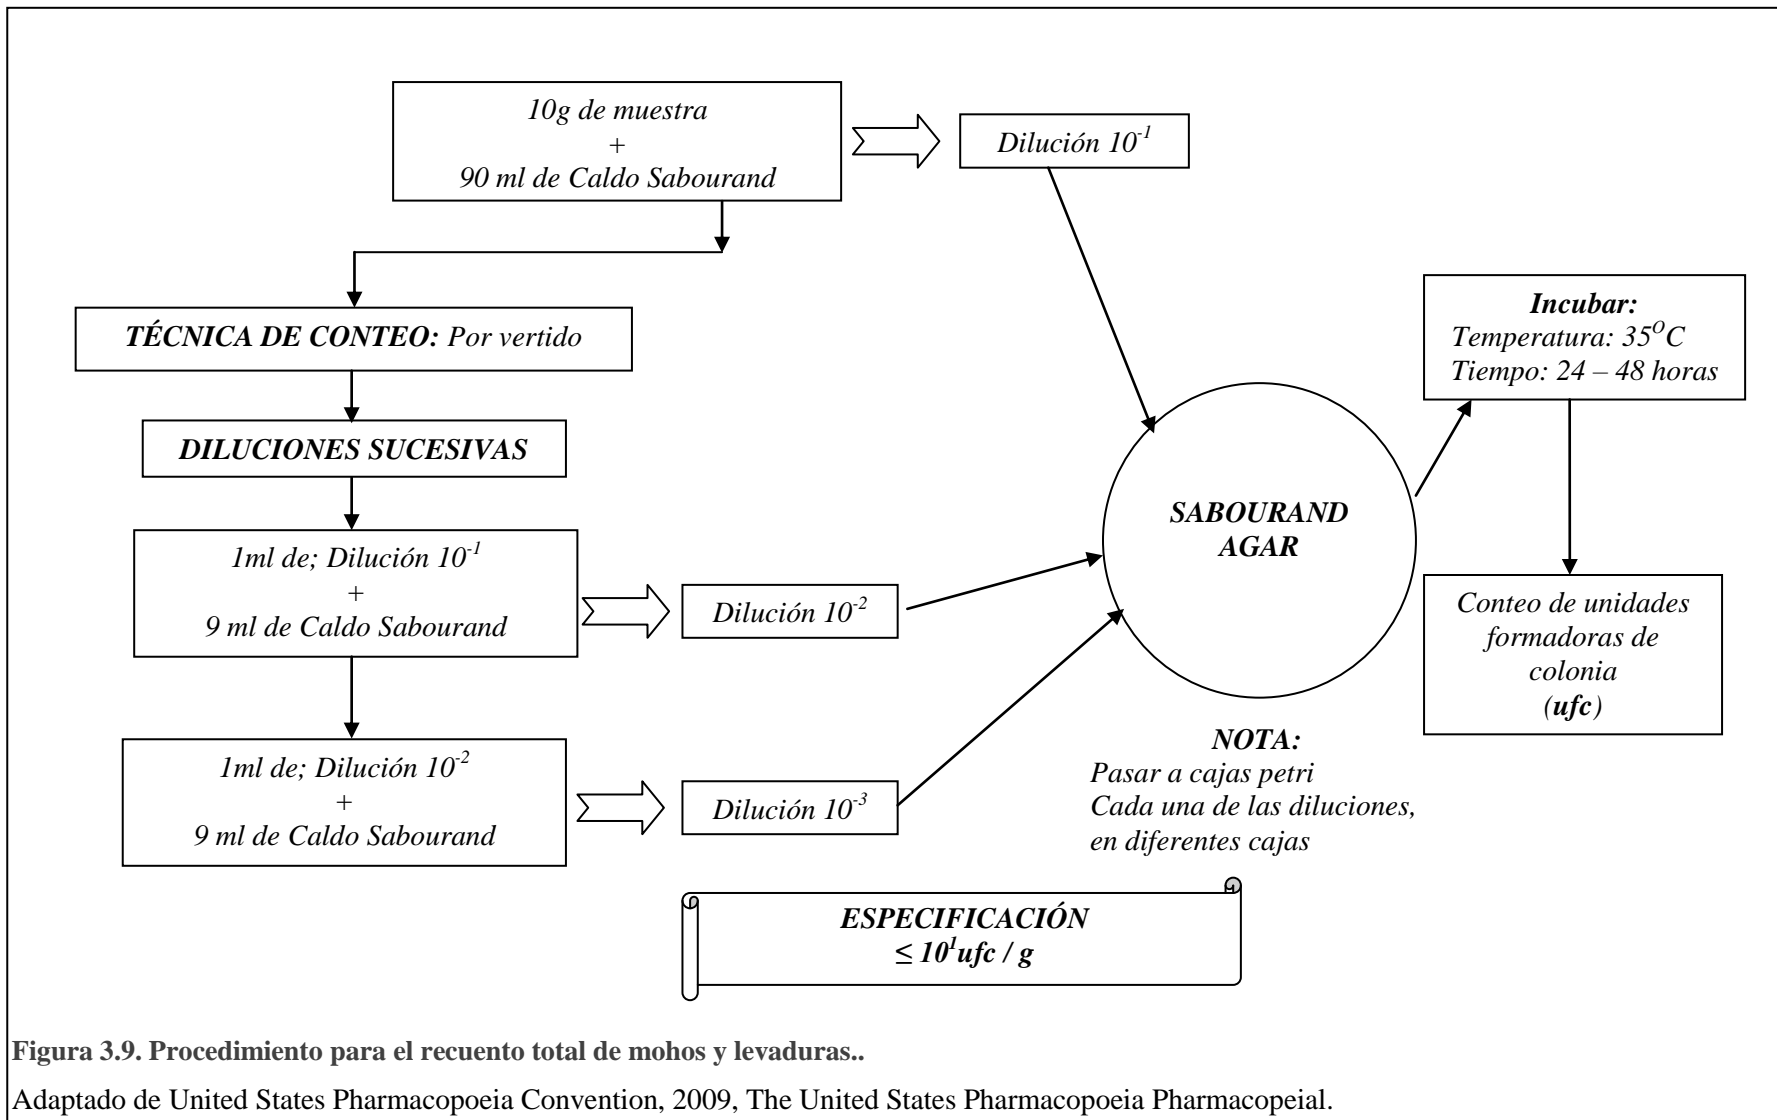 10g de muestra
+
90 ml de Caldo Sabourand
Dilución 10⁻¹
TÉCNICA DE CONTEO: Por vertido
DILUCIONES SUCESIVAS
1ml de; Dilución 10⁻¹
+
9 ml de Caldo Sabourand
Dilución 10⁻²
1ml de; Dilución 10⁻²
+
9 ml de Caldo Sabourand
Dilución 10⁻³
SABOURAND
AGAR
Incubar:
Temperatura: 35ᴼC
Tiempo: 24 – 48 horas
Conteo de unidades
formadoras de
colonia
(ufc)
NOTA:
Pasar a cajas petri
Cada una de las diluciones,
en diferentes cajas
ESPECIFICACIÓN
≤ 10¹ufc / g
Figura 3.9. Procedimiento para el recuento total de mohos y levaduras..
Adaptado de United States Pharmacopoeia Convention, 2009, The United States Pharmacopoeia Pharmacopeial.